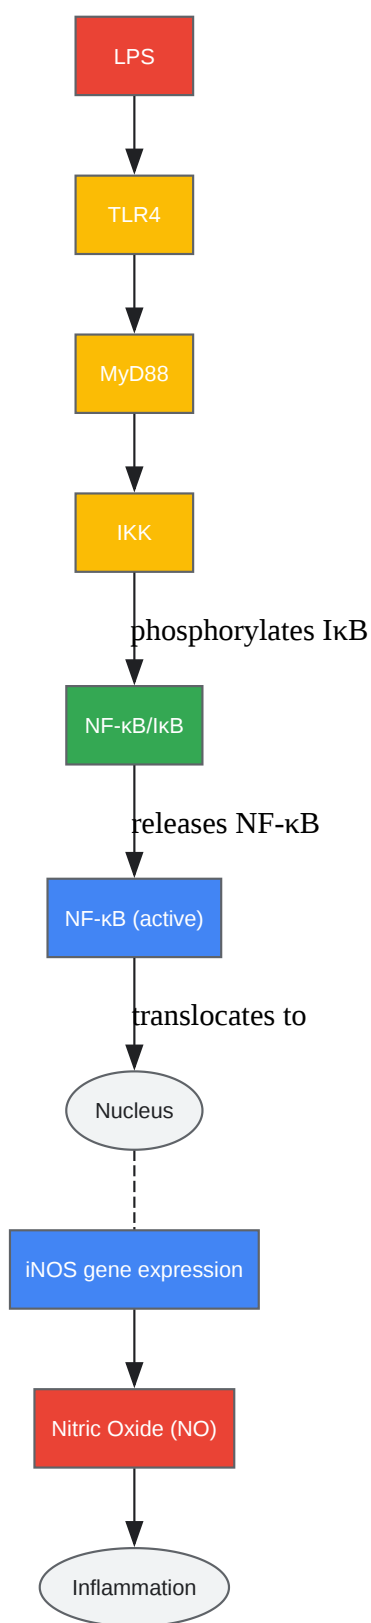 LPS
TLR4
MyD88
IKK
phosphorylates IκB
NF-κB/IκB
releases NF-κB
NF-κB (active)
translocates to
Nucleus
iNOS gene expression
Nitric Oxide (NO)
Inflammation